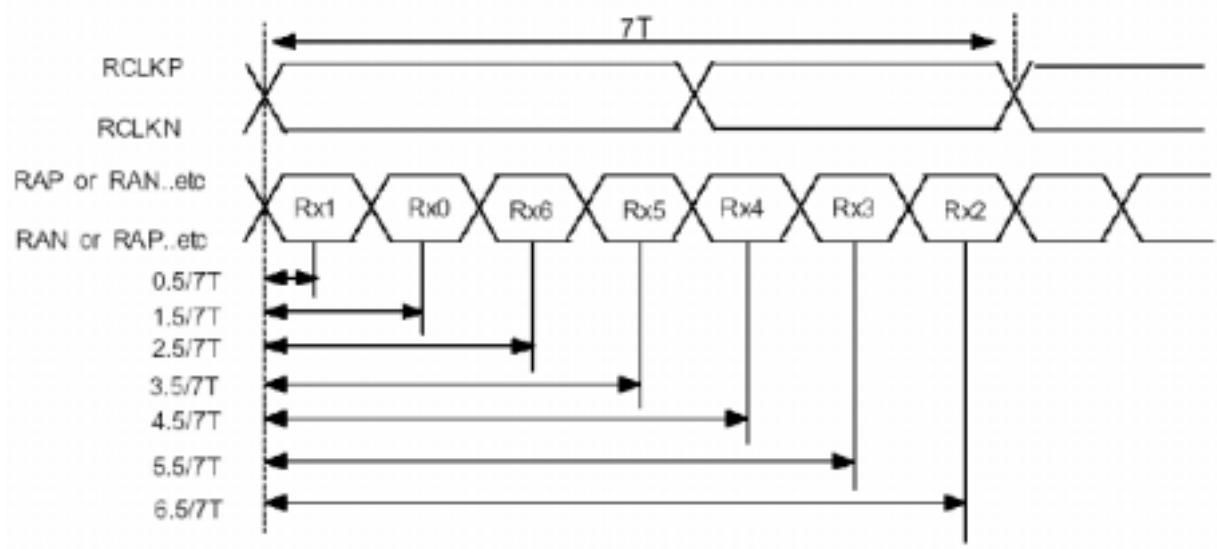 7T
RCLKP
RCLKN
RAP or RAN..etc
RAN or RAP..etc
Rx1 Rx0 Rx6 Rx5 Rx4 Rx3 Rx2
0.5/7T
1.5/7T
2.5/7T
3.5/7T
4.5/7T
5.5/7T
6.5/7T